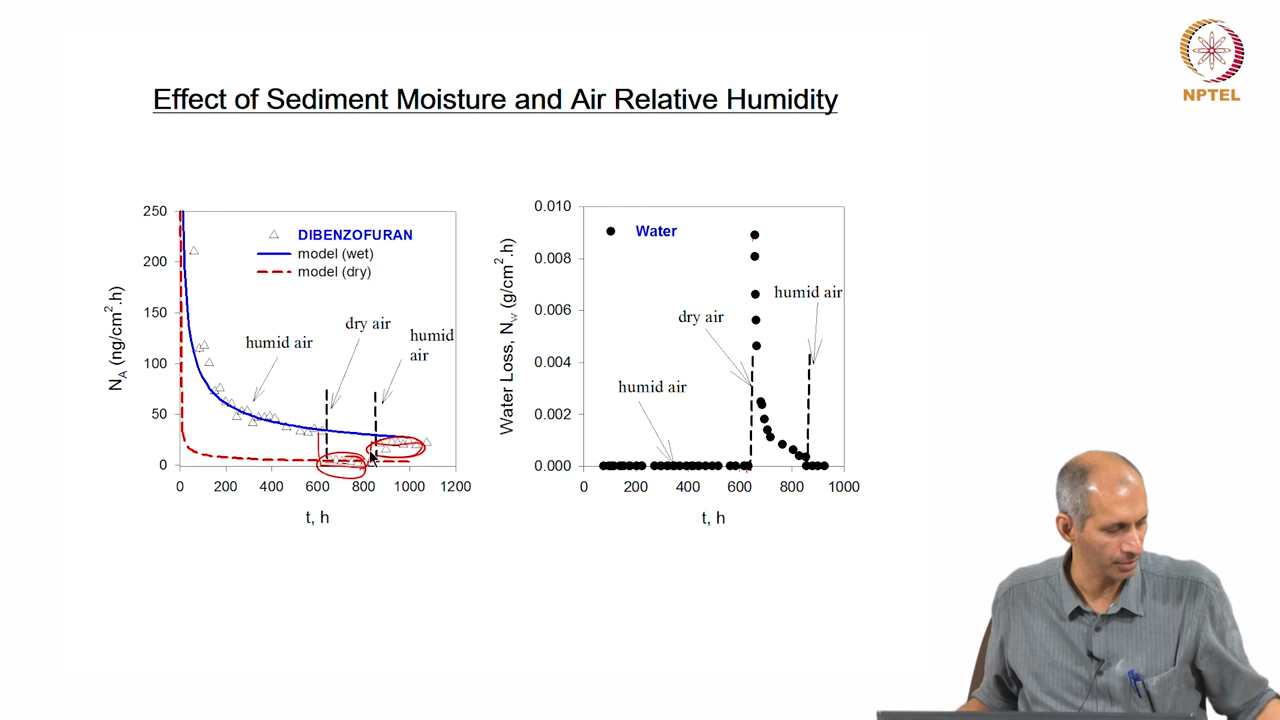 NPTEL
Effect of Sediment Moisture and Air Relative Humidity
250
200
150
100
50
0
N_A (ng/cm².h)
DIBENZOFURAN
model (wet)
model (dry)
humid air
dry air
humid
air
0 200 400 600 800 1000 1200
t, h
0.010
0.008
0.006
0.004
0.002
0.000
Water Loss, N_w (g/cm².h)
Water
humid air
dry air
humid air
0 200 400 600 800 1000
t, h